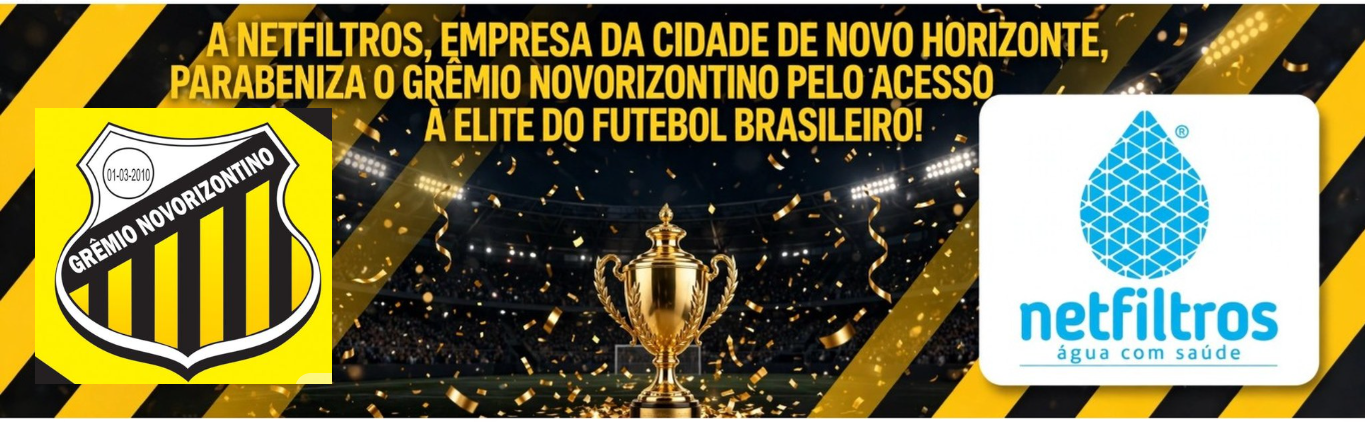 A NETFILTROS, EMPRESA DA CIDADE DE NOVO HORIZONTE,
PARABENIZA O GRÊMIO NOVORIZONTINO PELO ACESSO
À ELITE DO FUTEBOL BRASILEIRO!
01-03-2010
GRÊMIO NOVORIZONTINO
®
netfiltros
água com saúde